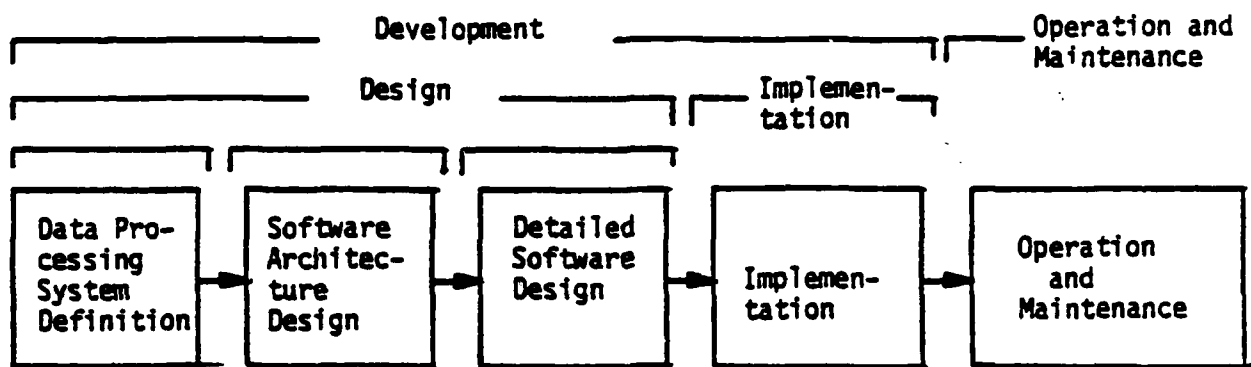 Development
Operation and
Maintenance
Design
Implemen-
tation
Data Pro-
cessing
System
Definition
Software
Architec-
ture
Design
Detailed
Software
Design
Implemen-
tation
Operation
and
Maintenance